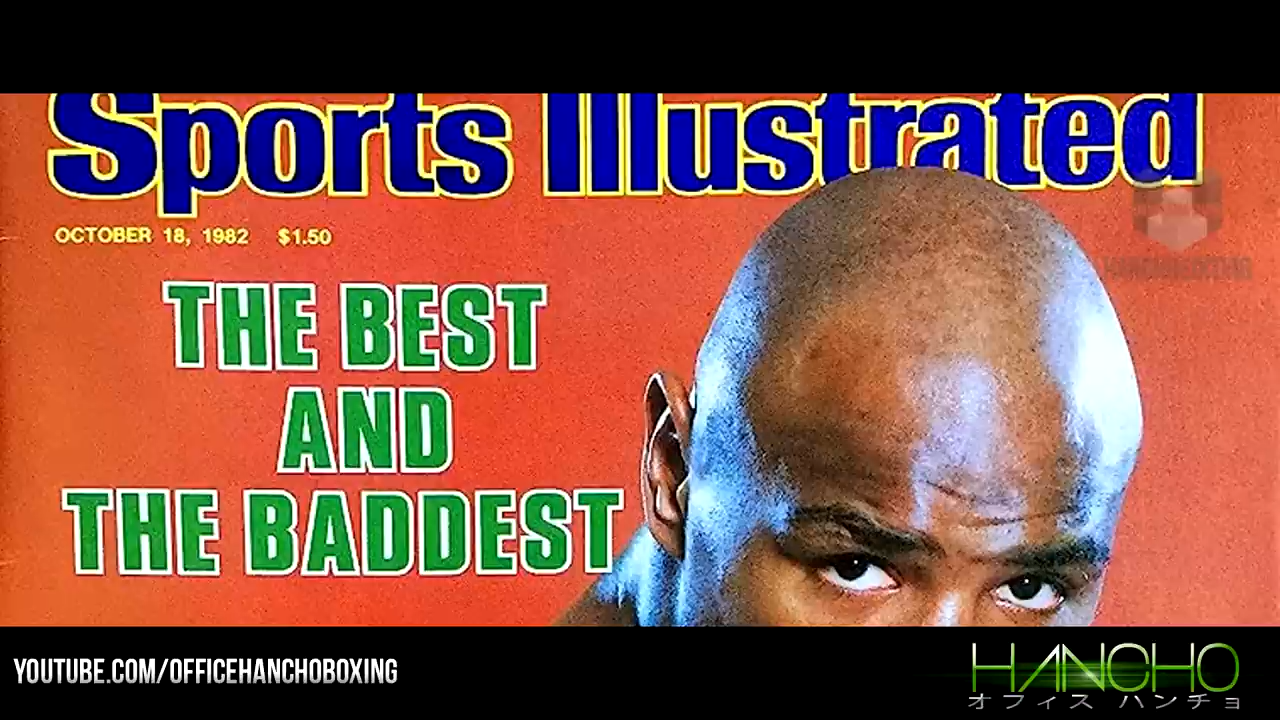 Sports Illustrated
OCTOBER 18, 1982 $1.50
THE BEST
AND
THE BADDEST
HANCHOBOXING
YOUTUBE.COM/OFFICEHANCHOBOXING
HANCHO
オフィス ハンチョ